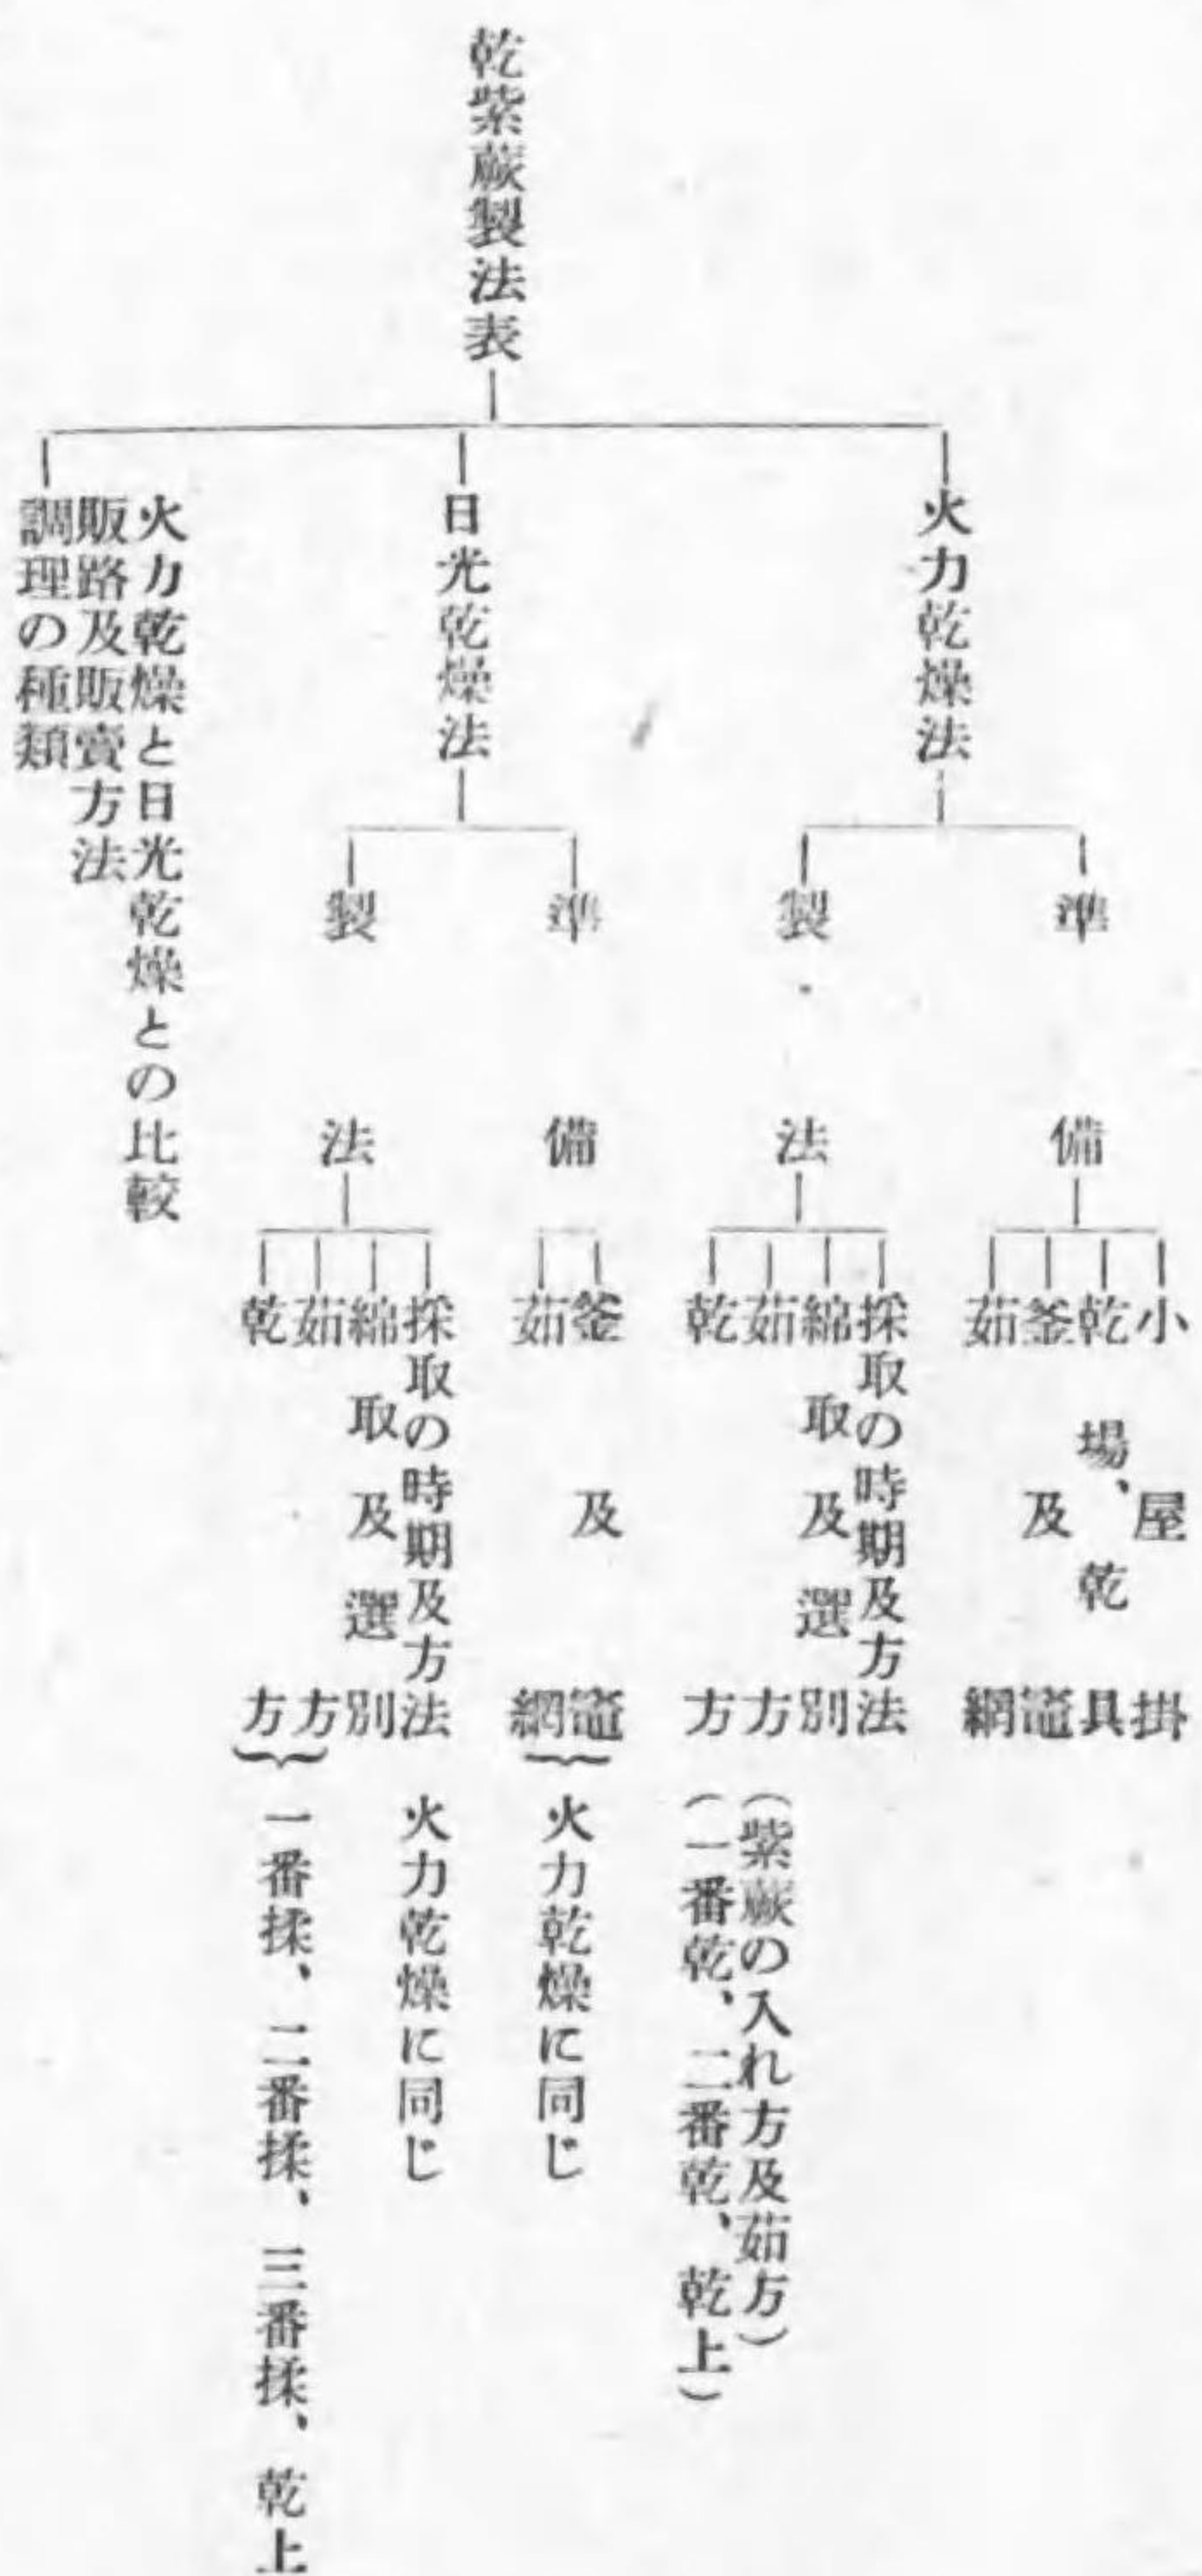 乾紫蕨製法表
火力乾燥法
準備
小屋掛
乾場、乾具
釜及竈
茹網
製法
採取の時期及方法
綿取及選別
茹方(紫蕨の入れ方及茹方)
乾方(一番乾、二番乾、乾上)
日光乾燥法
準備
釜及竈
茹網
火力乾燥に同じ
製法
採取の時期及方法 火力乾燥に同じ
綿取及選別
茹方
乾方
一番揉、二番揉、三番揉、乾上
火力乾燥と日光乾燥との比較
販路及販賣方法
調理の種類